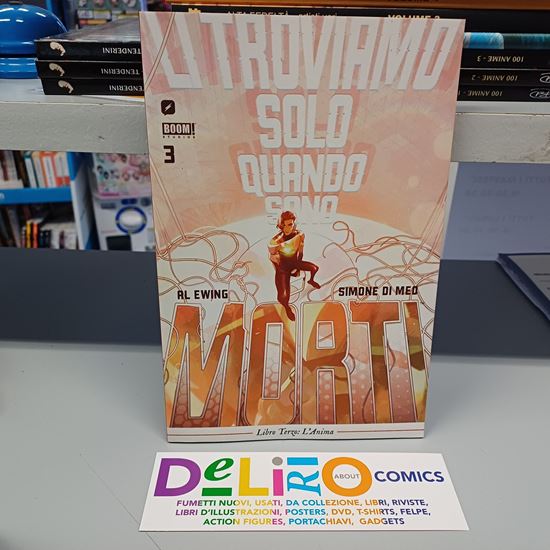 VOLUME 2
TENDERINI
TENDERINI
TENDERINI
100 ANIME - 3
100 ANIME - 2
100 ANIME -
LI TROVIAMO
SOLO
QUANDO
SONO
BOOM!
STUDIOS
3
AL EWING
SIMONE DI MEO
MORTI
Libro Terzo: L'Anima
DeLiRiO
ABOUT
COMICS
FUMETTI NUOVI, USATI, DA COLLEZIONE, LIBRI, RIVISTE,
LIBRI D'ILLUSTRAZIONI, POSTERS, DVD, T-SHIRTS, FELPE,
ACTION FIGURES, PORTACHIAVI, GADGETS